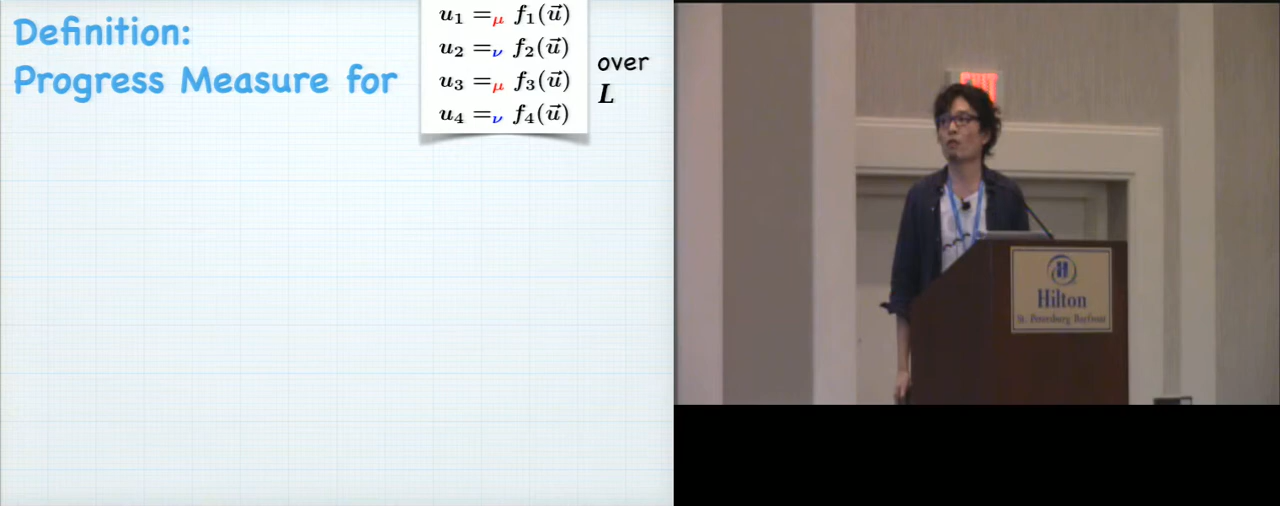 Definition:
Progress Measure for
u₁ =μ f₁(u⃗)
u₂ =ν f₂(u⃗)
u₃ =μ f₃(u⃗)
u₄ =ν f₄(u⃗)
over
L
EXIT
Hilton
St. Petersburg Bayfront